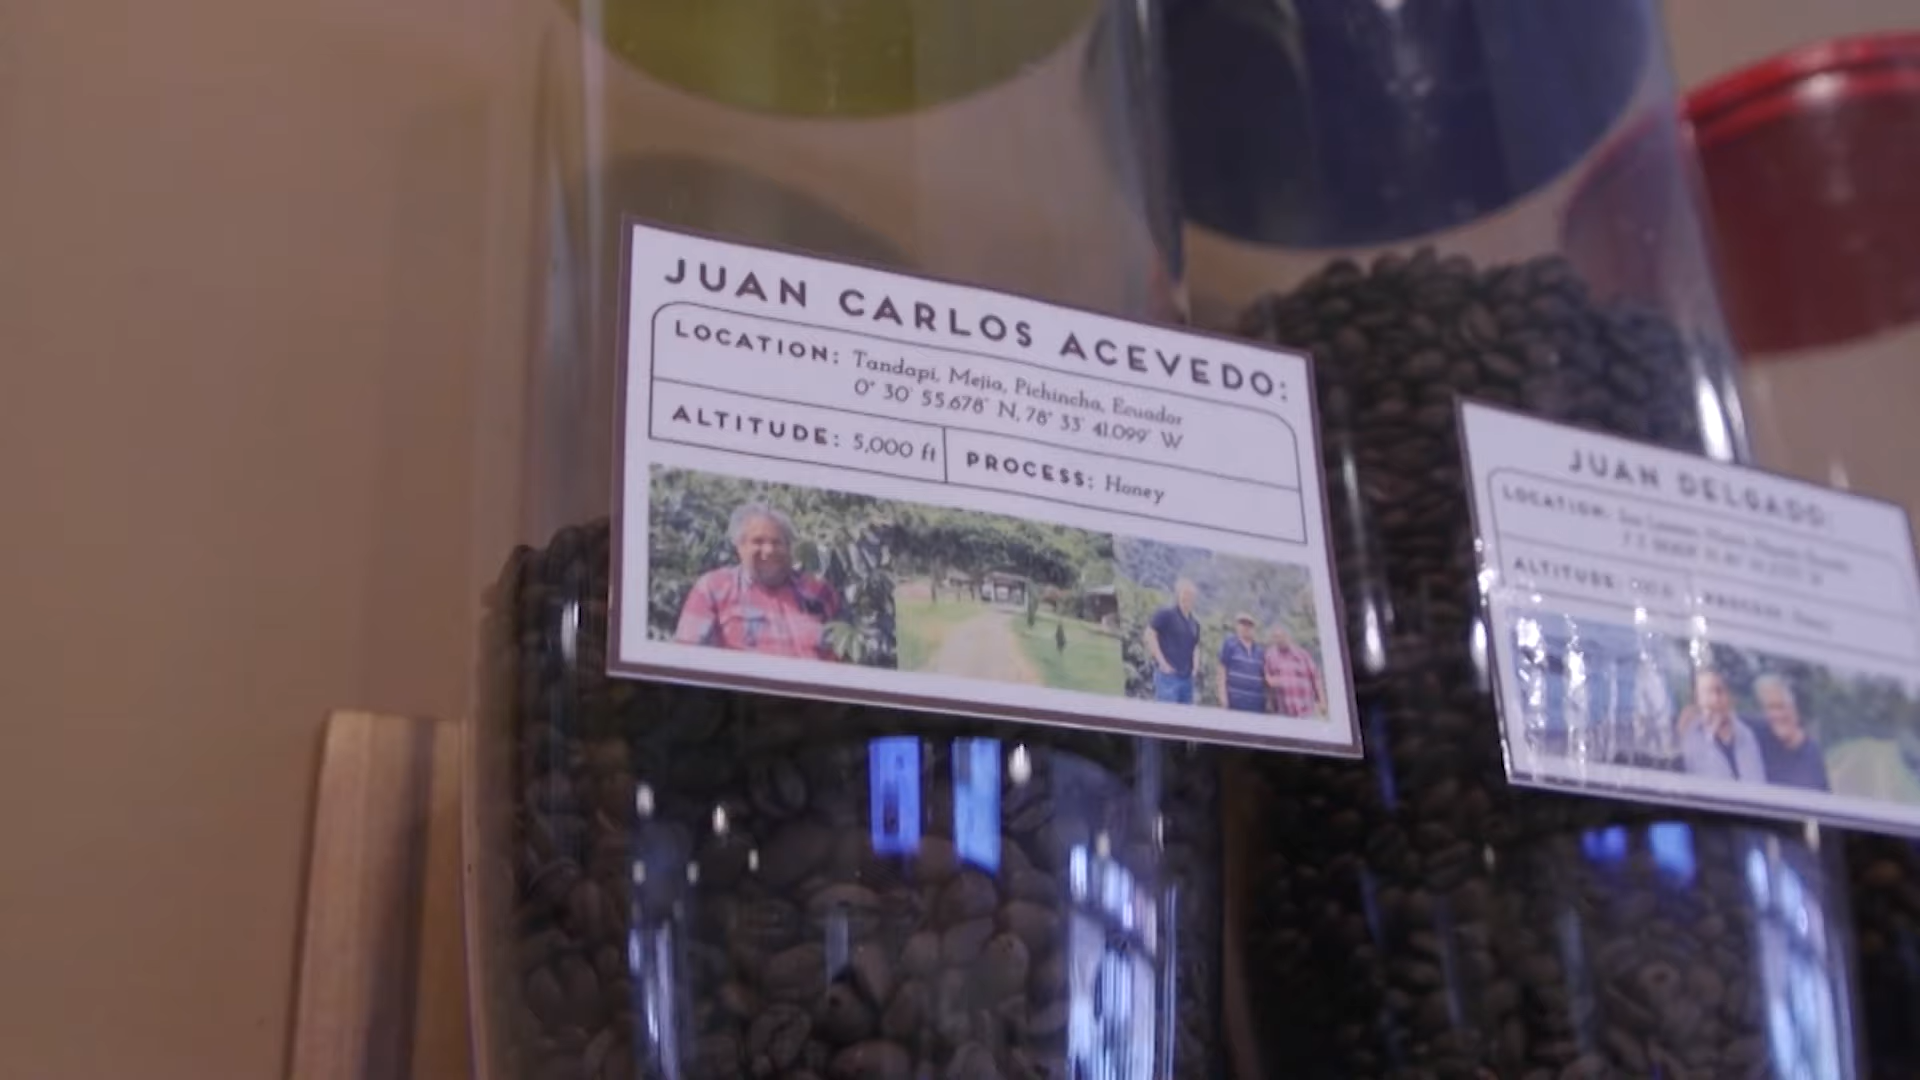 JUAN CARLOS ACEVEDO:
LOCATION: Tandapi, Mejia, Pichincha, Ecuador
0° 30' 55.678" N, 78° 33' 41.099" W
ALTITUDE: 5,000 ft
PROCESS: Honey
JUAN DELGADO:
LOCATION:
ALTITUDE:
PROCESS: